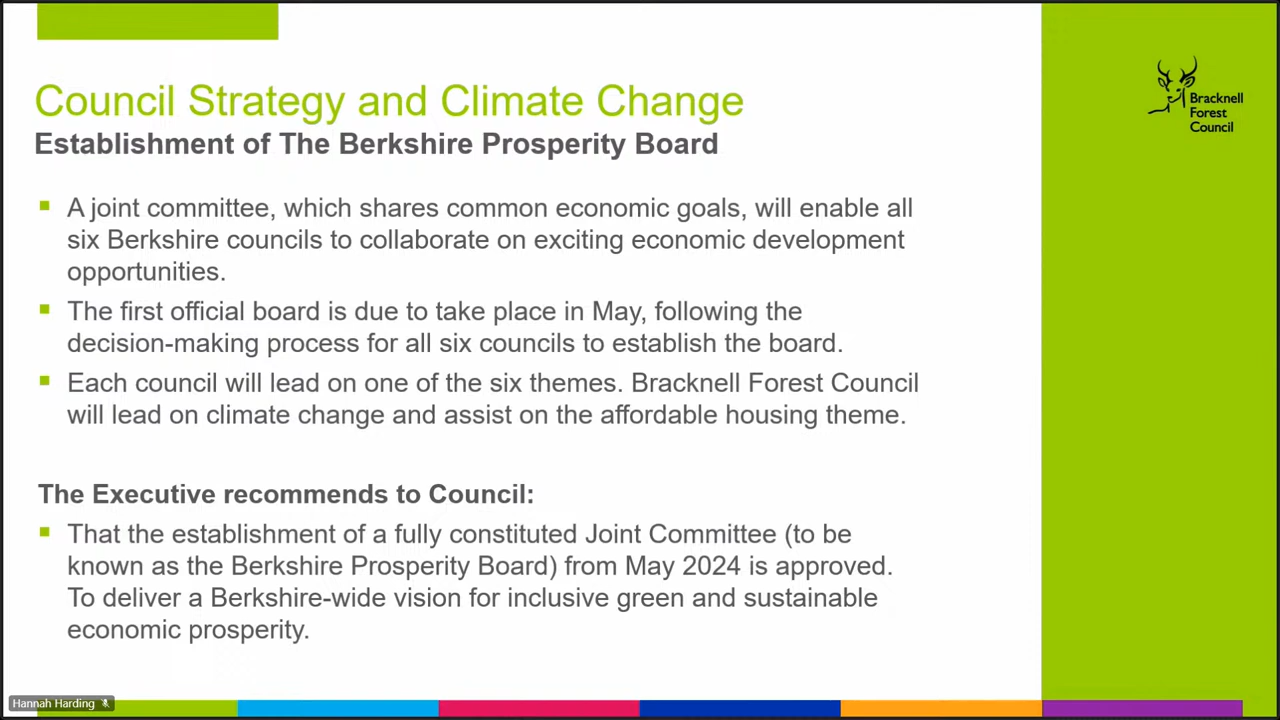 Council Strategy and Climate Change
Establishment of The Berkshire Prosperity Board
Bracknell
Forest
Council
A joint committee, which shares common economic goals, will enable all
six Berkshire councils to collaborate on exciting economic development
opportunities.
The first official board is due to take place in May, following the
decision-making process for all six councils to establish the board.
Each council will lead on one of the six themes. Bracknell Forest Council
will lead on climate change and assist on the affordable housing theme.
The Executive recommends to Council:
That the establishment of a fully constituted Joint Committee (to be
known as the Berkshire Prosperity Board) from May 2024 is approved.
To deliver a Berkshire-wide vision for inclusive green and sustainable
economic prosperity.
Hannah Harding